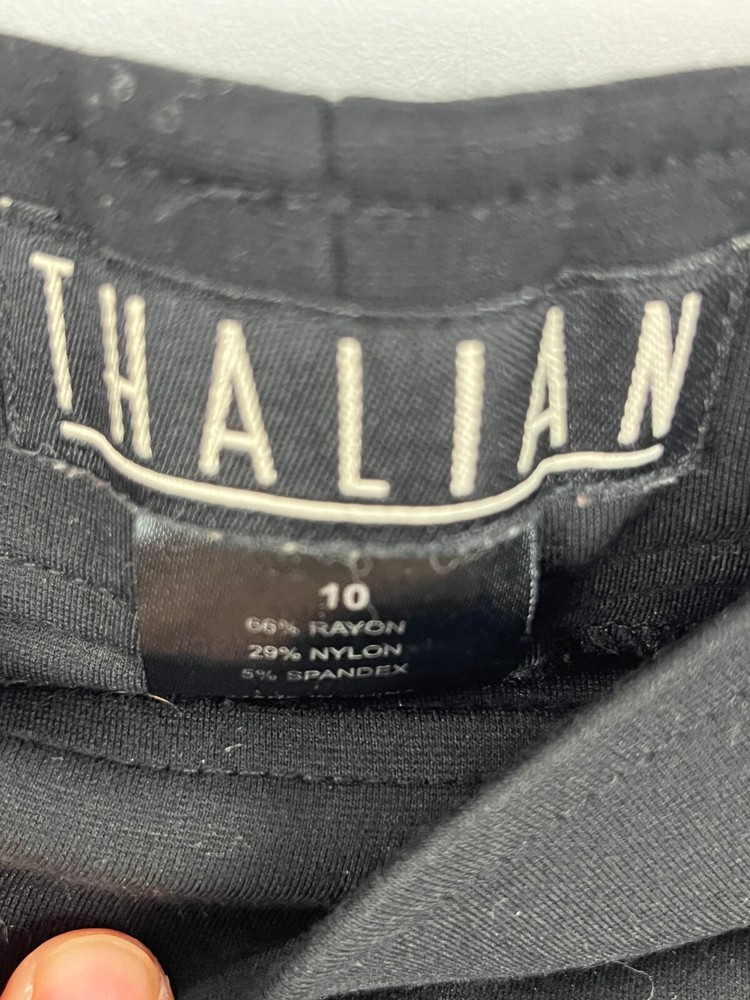 THALIAN
10
66% RAYON
29% NYLON
5% SPANDEX